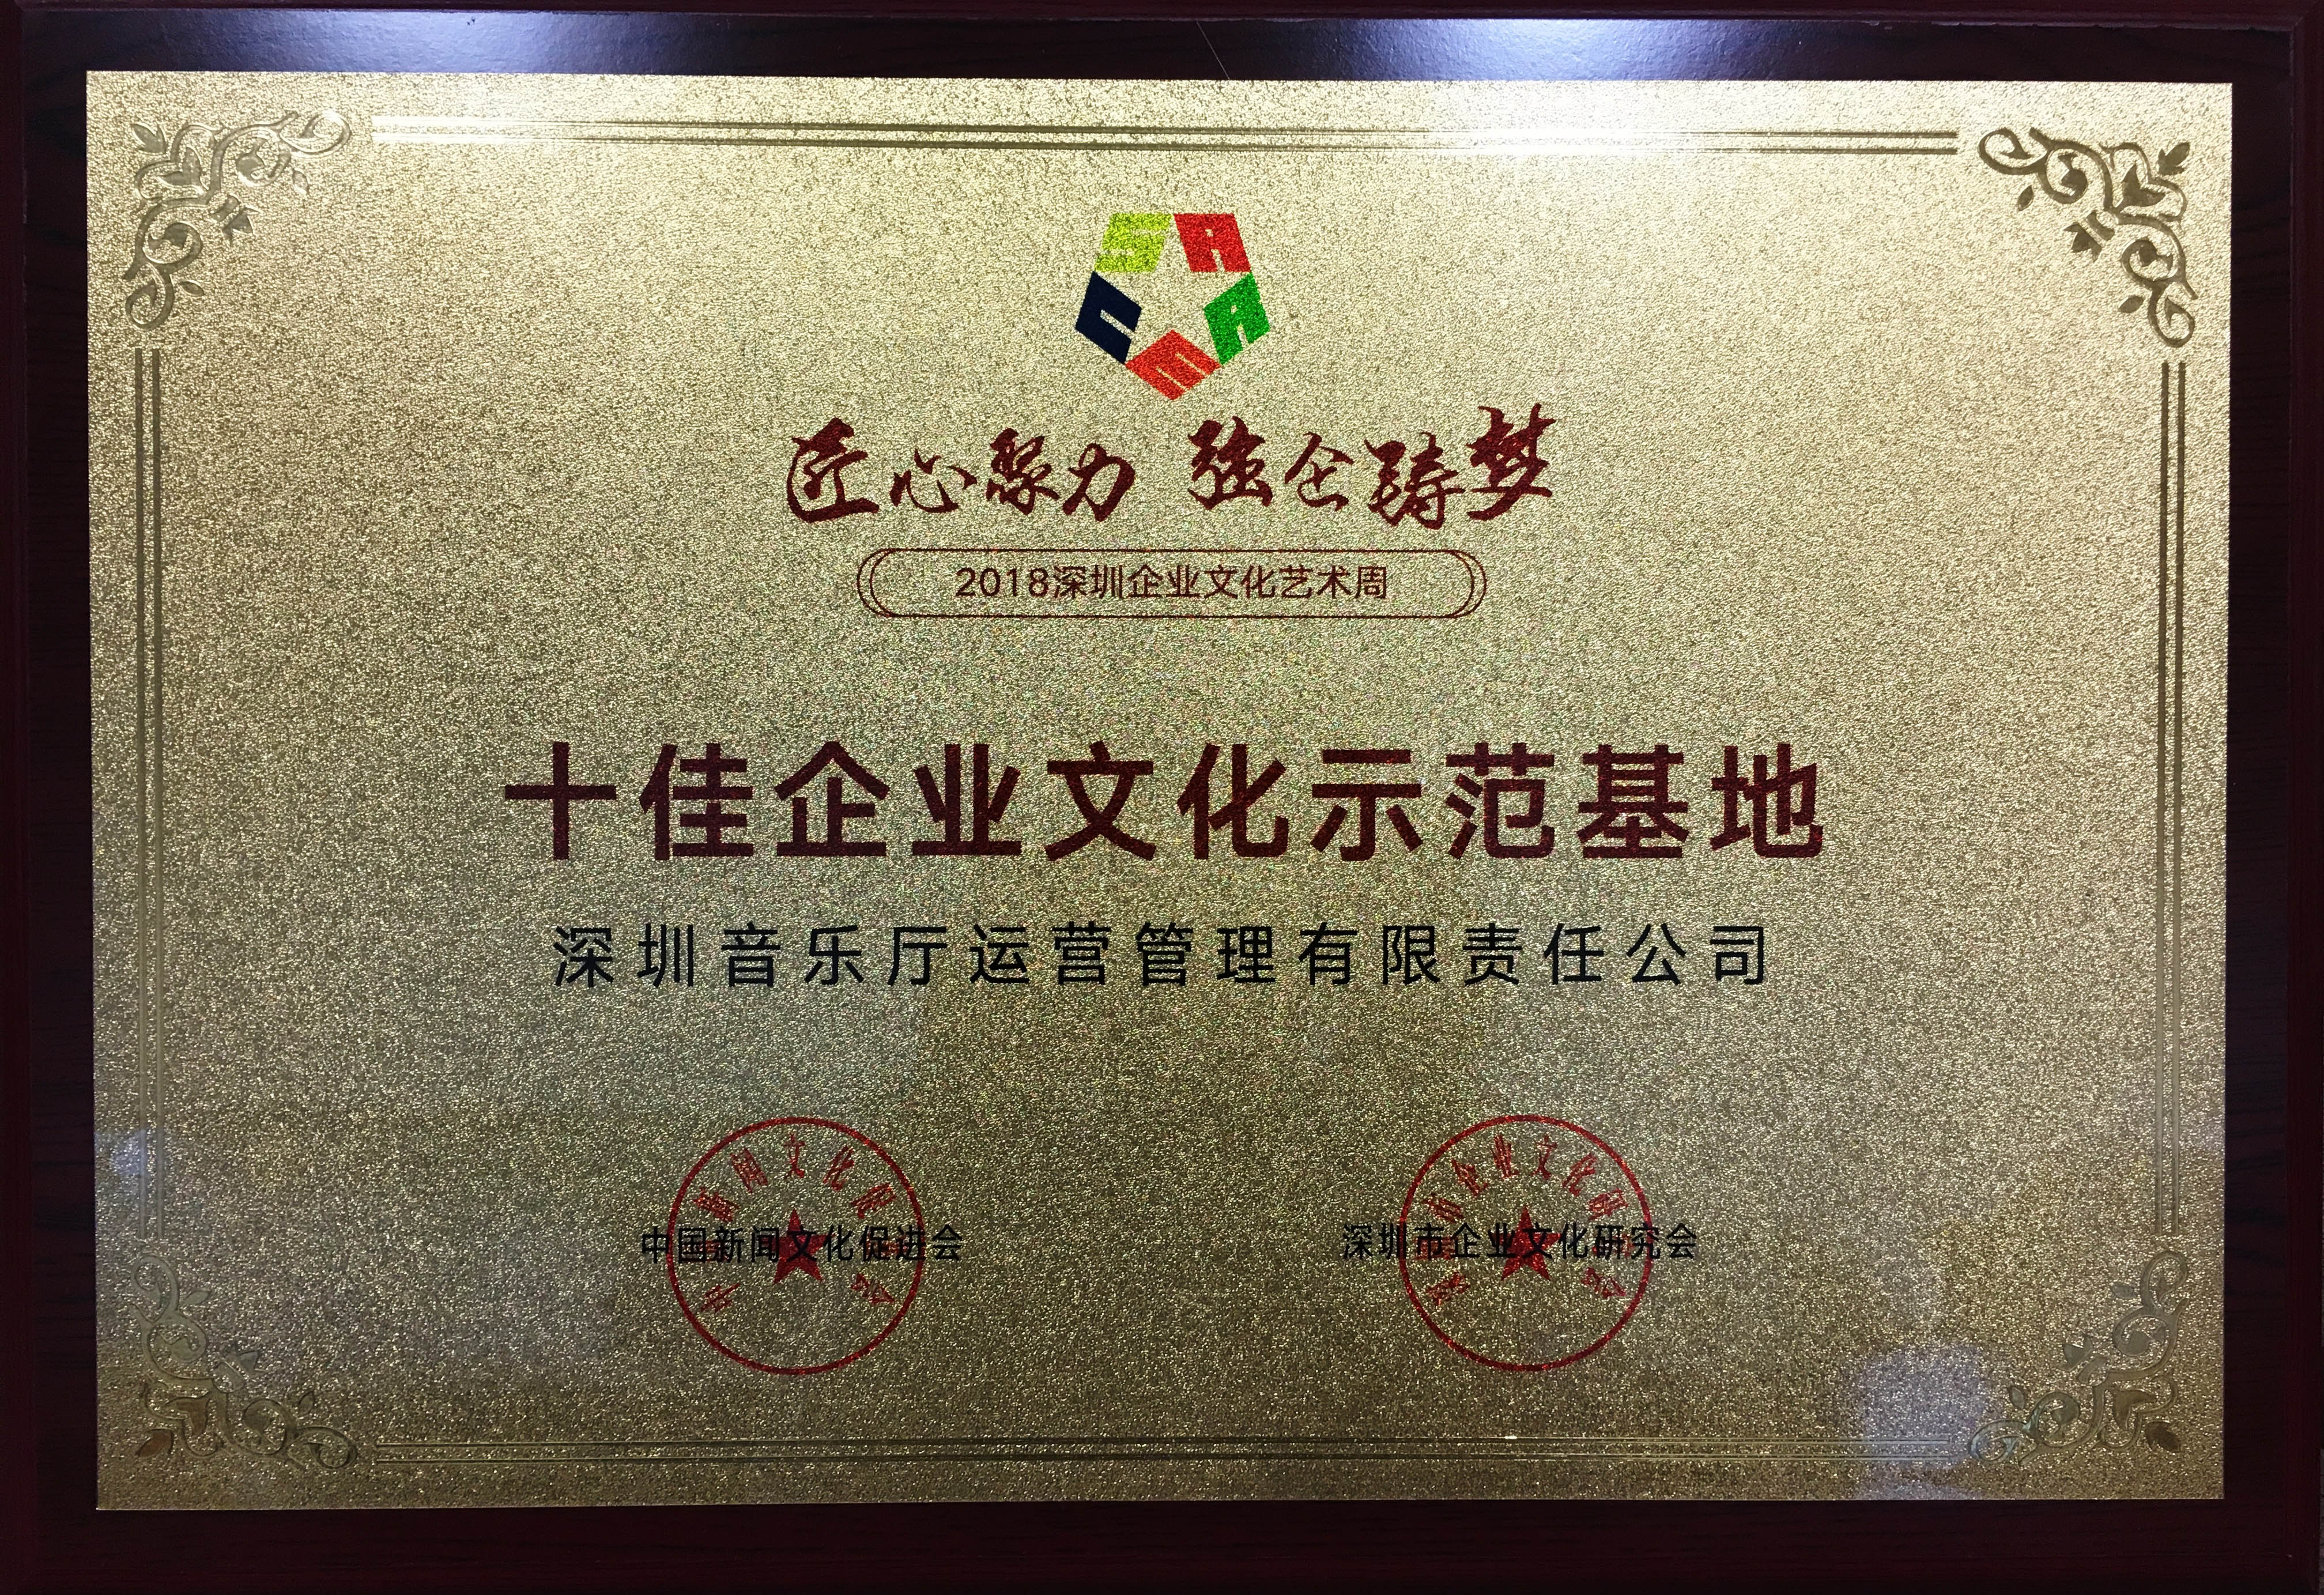 S A C A E
匠心聚力 强企铸梦
2018深圳企业文化艺术周
十佳企业文化示范基地
深圳音乐厅运营管理有限责任公司
中国新闻文化促进会
深圳市企业文化研究会